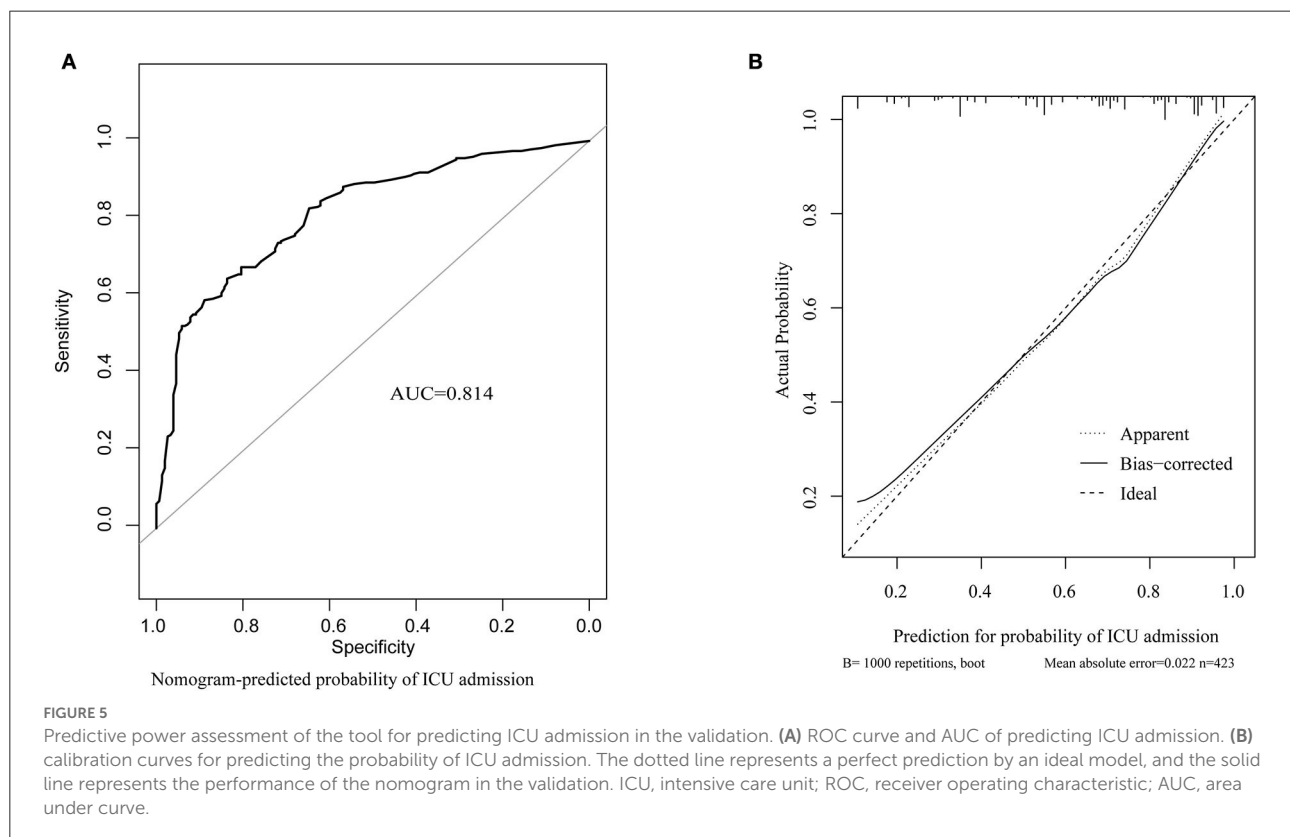 A
1.0
0.8
0.6
0.4
0.2
0.0
Sensitivity
AUC=0.814
1.0 0.8 0.6 0.4 0.2 0.0
Specificity
Nomogram-predicted probability of ICU admission
B
1.0
0.8
0.6
0.4
0.2
Actual Probability
Apparent
Bias-corrected
Ideal
0.2 0.4 0.6 0.8 1.0
Prediction for probability of ICU admission
B= 1000 repetitions, boot Mean absolute error=0.022 n=423
FIGURE 5
Predictive power assessment of the tool for predicting ICU admission in the validation. (A) ROC curve and AUC of predicting ICU admission. (B)
calibration curves for predicting the probability of ICU admission. The dotted line represents a perfect prediction by an ideal model, and the solid
line represents the performance of the nomogram in the validation. ICU, intensive care unit; ROC, receiver operating characteristic; AUC, area
under curve.